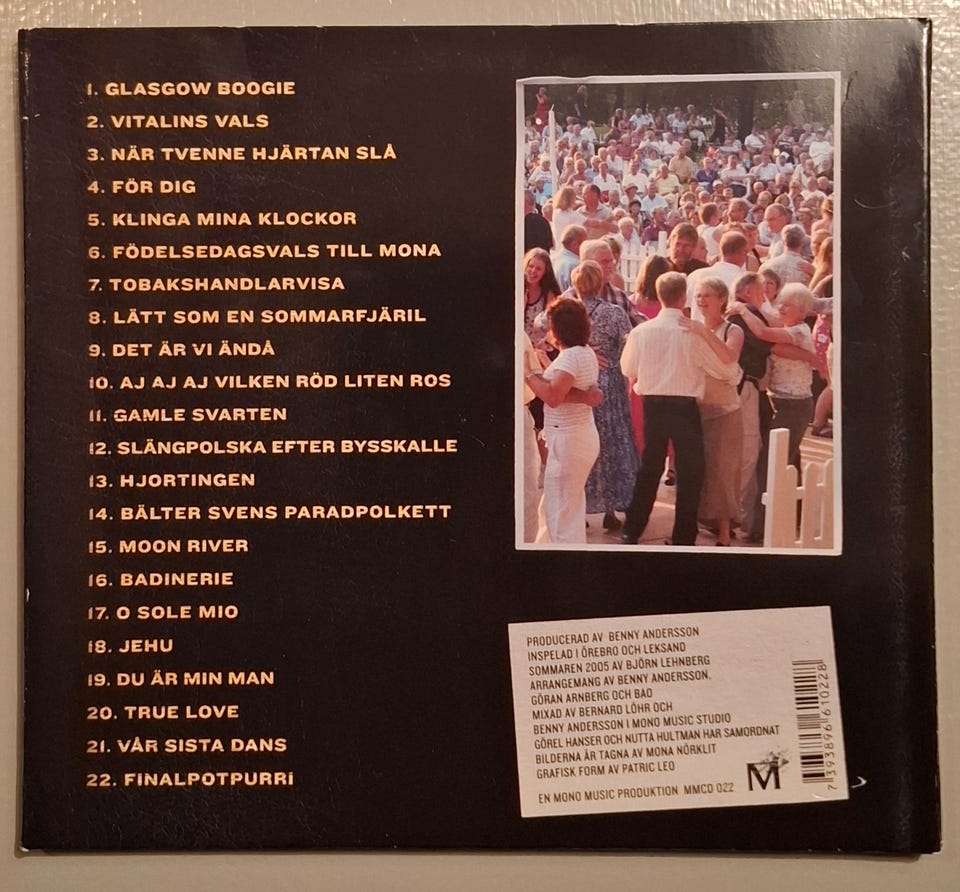 1. GLASGOW BOOGIE
2. VITALINS VALS
3. NÄR TVENNE HJÄRTAN SLÅ
4. FÖR DIG
5. KLINGA MINA KLOCKOR
6. FÖDELSEDAGSVALS TILL MONA
7. TOBAKSHANDLARVISA
8. LÄTT SOM EN SOMMARFJÄRIL
9. DET ÄR VI ÄNDÅ
10. AJ AJ AJ VILKEN RÖD LITEN ROS
11. GAMLE SVARTEN
12. SLÄNGPOLSKA EFTER BYSSKALLE
13. HJORTINGEN
14. BÄLTER SVENS PARADPOLKETT
15. MOON RIVER
16. BADINERIE
17. O SOLE MIO
18. JEHU
19. DU ÄR MIN MAN
20. TRUE LOVE
21. VÅR SISTA DANS
22. FINALPOTPURRI
PRODUCERAD AV BENNY ANDERSSON
INSPELAD I ÖREBRO OCH LEKSAND
SOMMAREN 2005 AV BJÖRN LEHNBERG
ARRANGEMANG AV BENNY ANDERSSON,
GÖRAN ARNBERG OCH BAO
MIXAD AV BERNARD LÖHR OCH
BENNY ANDERSSON I MONO MUSIC STUDIO
GÖREL HANSER OCH NUTTA HULTMAN HAR SAMORDNAT
BILDERNA ÄR TAGNA AV MONA NÖRKLIT
GRAFISK FORM AV PATRIC LEO
EN MONO MUSIC PRODUKTION MMCD 022
M
7 393896 610228